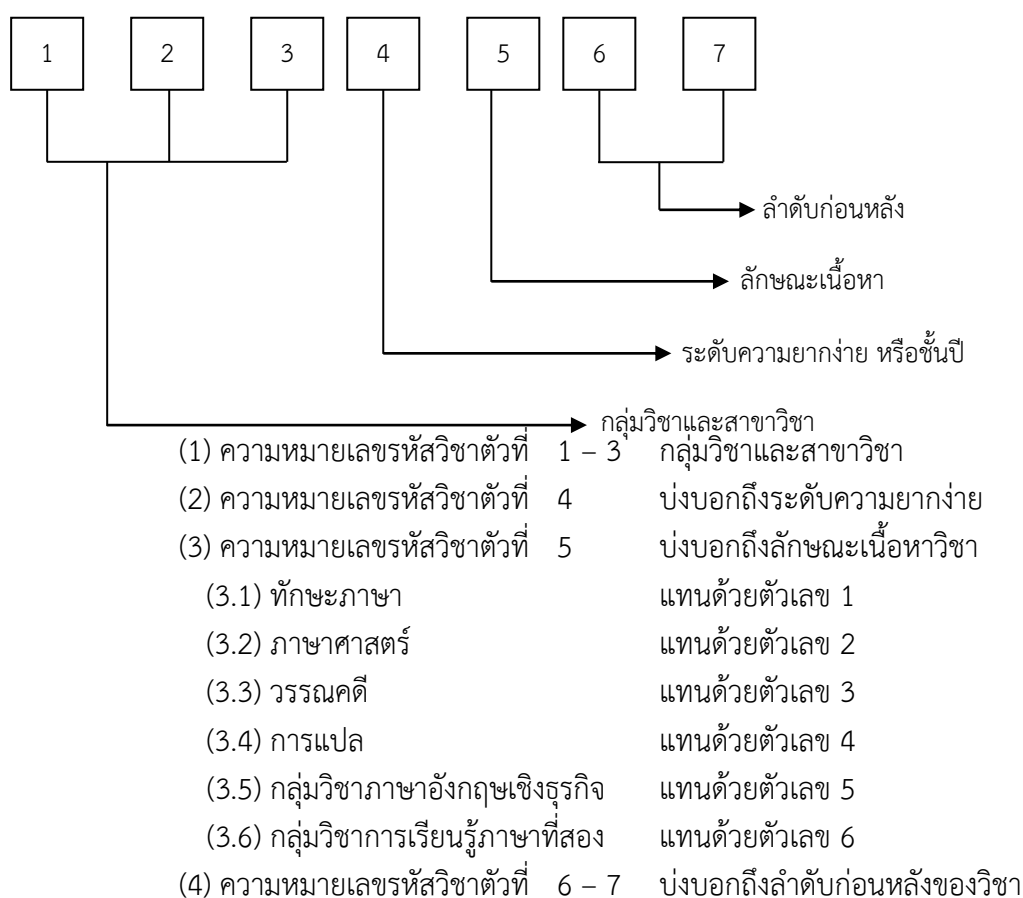 1 2 3 4 5 6 7
ลำดับก่อนหลัง
ลักษณะเนื้อหา
ระดับความยากง่าย หรือชั้นปี
กลุ่มวิชาและสาขาวิชา
(1) ความหมายเลขรหัสวิชาตัวที่ 1 – 3 กลุ่มวิชาและสาขาวิชา
(2) ความหมายเลขรหัสวิชาตัวที่ 4 บ่งบอกถึงระดับความยากง่าย
(3) ความหมายเลขรหัสวิชาตัวที่ 5 บ่งบอกถึงลักษณะเนื้อหาวิชา
(3.1) ทักษะภาษา แทนด้วยตัวเลข 1
(3.2) ภาษาศาสตร์ แทนด้วยตัวเลข 2
(3.3) วรรณคดี แทนด้วยตัวเลข 3
(3.4) การแปล แทนด้วยตัวเลข 4
(3.5) กลุ่มวิชาภาษาอังกฤษเชิงธุรกิจ แทนด้วยตัวเลข 5
(3.6) กลุ่มวิชาการเรียนรู้ภาษาที่สอง แทนด้วยตัวเลข 6
(4) ความหมายเลขรหัสวิชาตัวที่ 6 – 7 บ่งบอกถึงลำดับก่อนหลังของวิชา